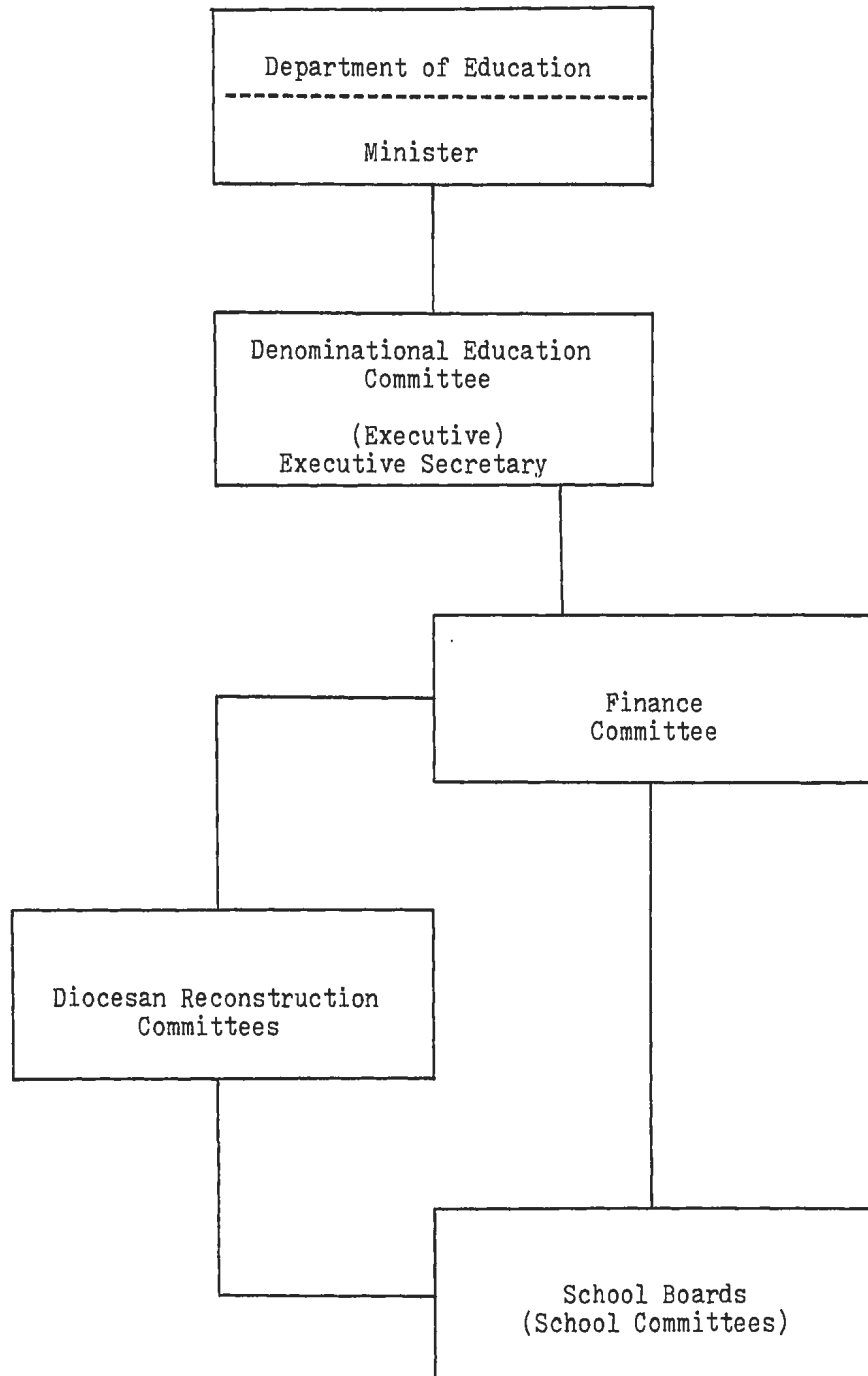 Department of Education
Minister
Denominational Education
Committee
(Executive)
Executive Secretary
Finance
Committee
Diocesan Reconstruction
Committees
School Boards
(School Committees)